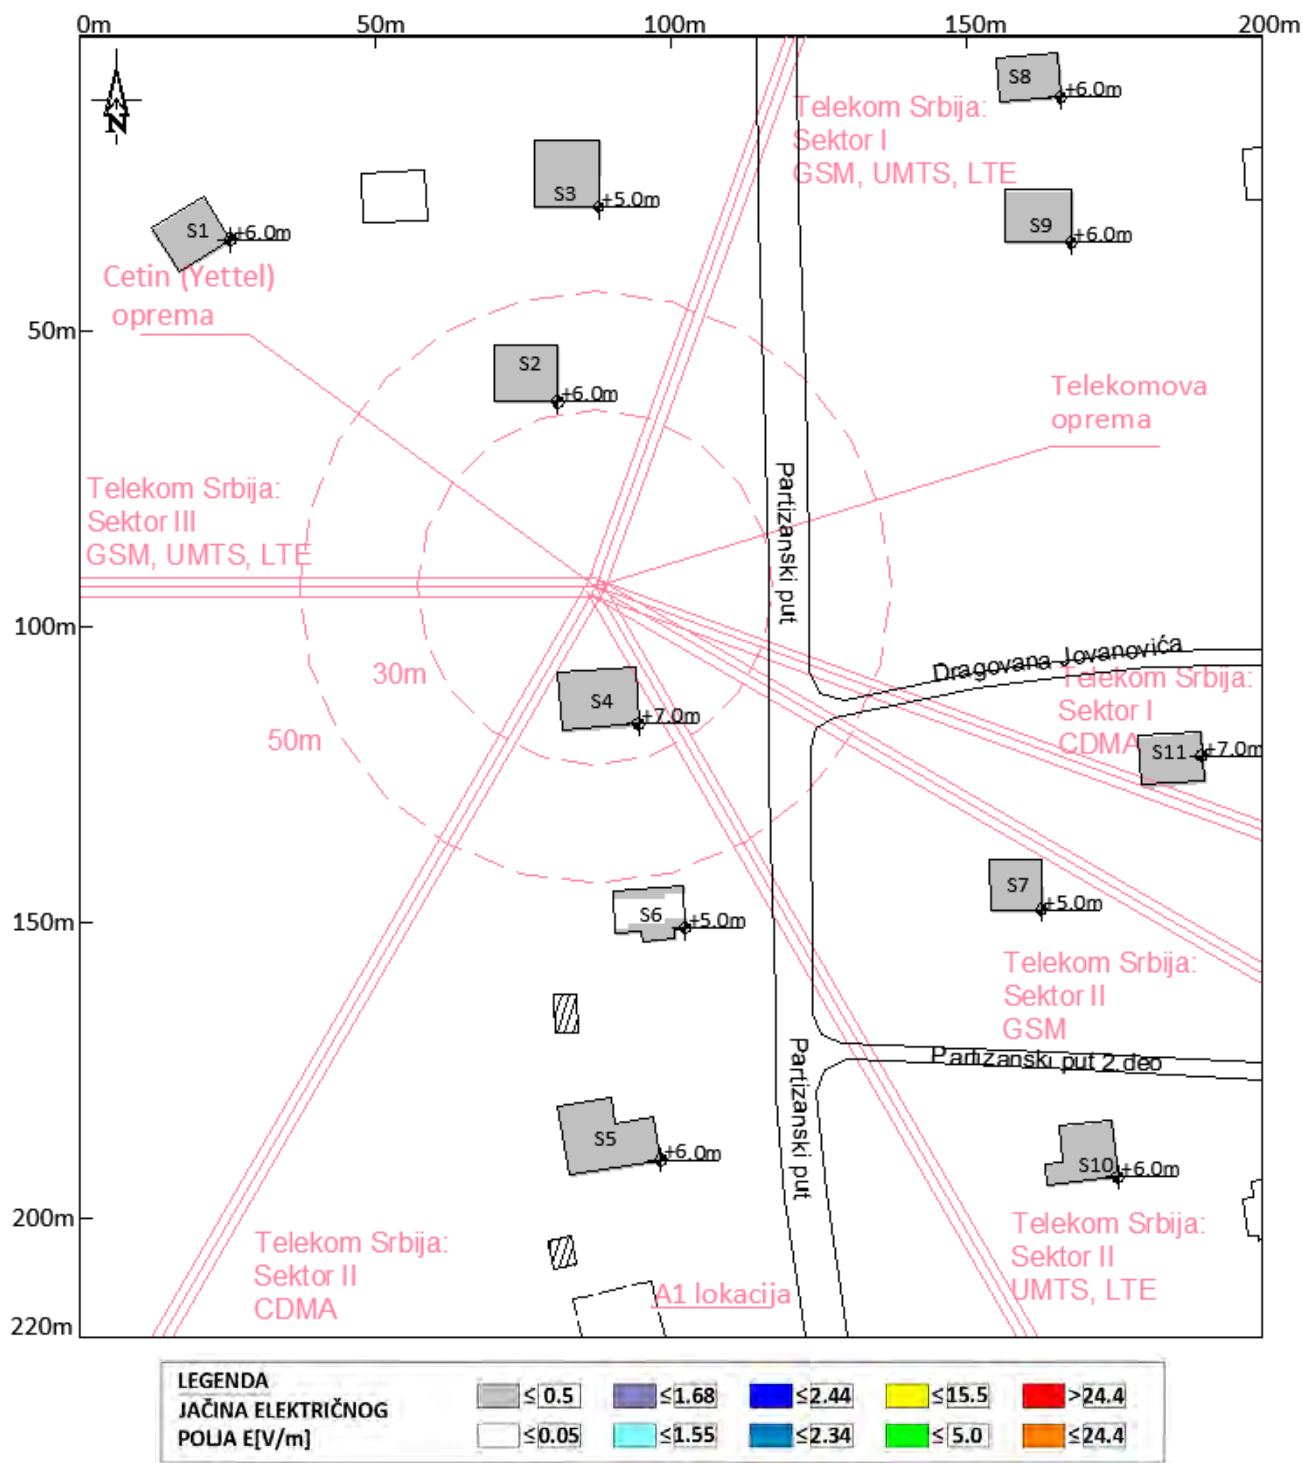 0m
50m
100m
150m
200m
N
S8
+6.0m
Telekom Srbija:
Sektor I
GSM, UMTS, LTE
S3
+5.0m
S1
+6.0m
S9
+6.0m
Cetin (Yettel)
oprema
50m
S2
+6.0m
Telekomova
oprema
Partizanski put
Telekom Srbija:
Sektor III
GSM, UMTS, LTE
100m
Dragovana Jovanovića
30m
50m
S4
+7.0m
Telekom Srbija:
Sektor I
CDMA
S11
+7.0m
S7
+5.0m
150m
S6
+5.0m
Telekom Srbija:
Sektor II
GSM
Partizanski put 2.deo
Partizanski put
S5
+6.0m
S10
+6.0m
200m
Telekom Srbija:
Sektor II
CDMA
Telekom Srbija:
Sektor II
UMTS, LTE
A1 lokacija
220m
LEGENDA
JAČINA ELEKTRIČNOG
POLJA E[V/m]
≤ 0.5
≤1.68
≤2.44
≤15.5
>24.4
≤0.05
≤1.55
≤2.34
≤ 5.0
≤24.4